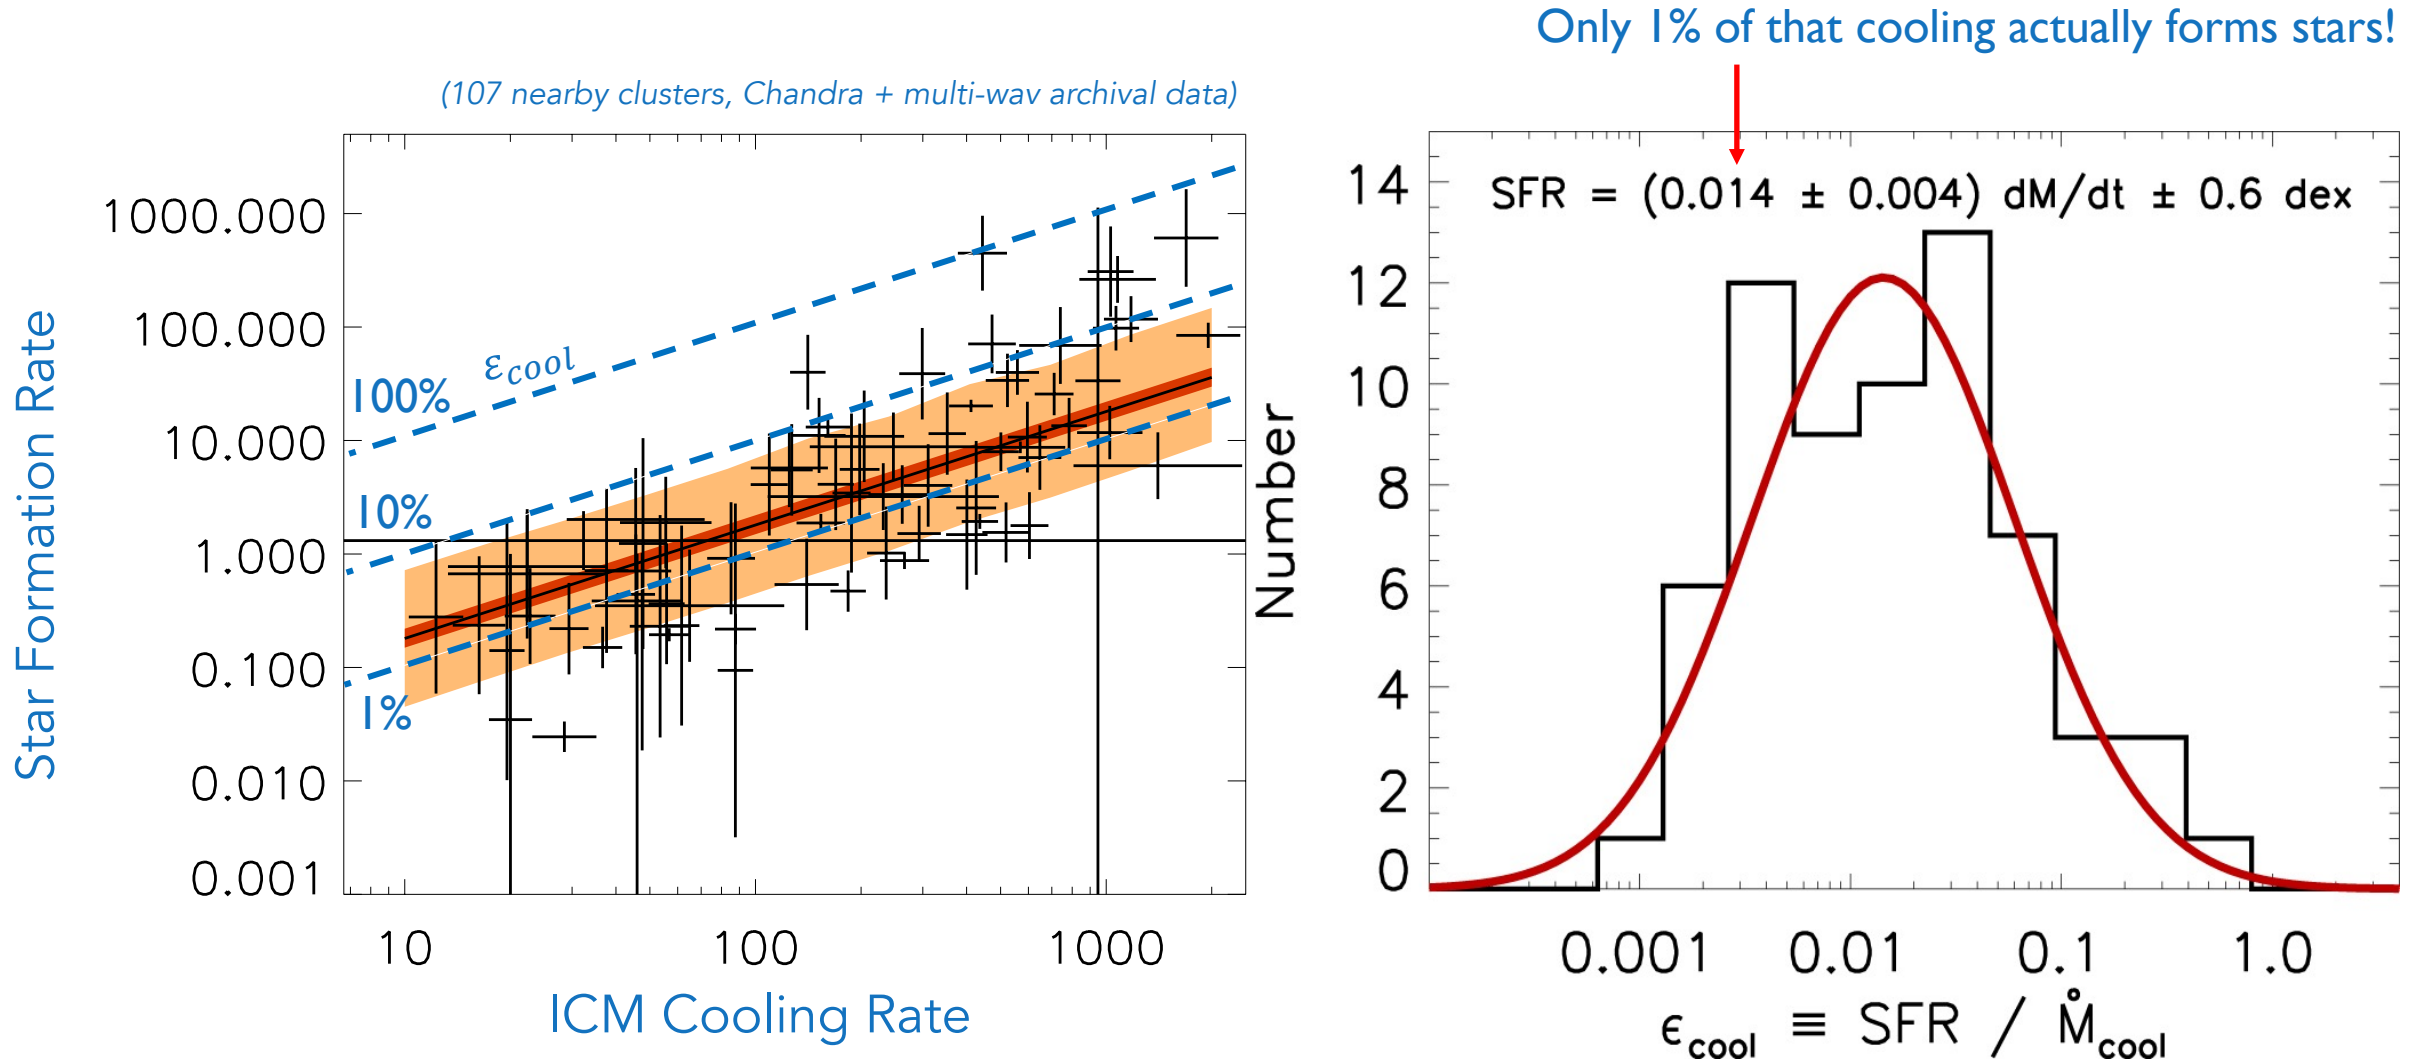 Only 1% of that cooling actually forms stars!
(107 nearby clusters, Chandra + multi-wav archival data)
Star Formation Rate
1000.000
100.000
10.000
1.000
0.100
0.010
0.001
100%
10%
1%
εcool
10 100 1000
ICM Cooling Rate
SFR = (0.014 ± 0.004) dM/dt ± 0.6 dex
Number
14
12
10
8
6
4
2
0
0.001 0.01 0.1 1.0
ϵcool ≡ SFR / M̊cool